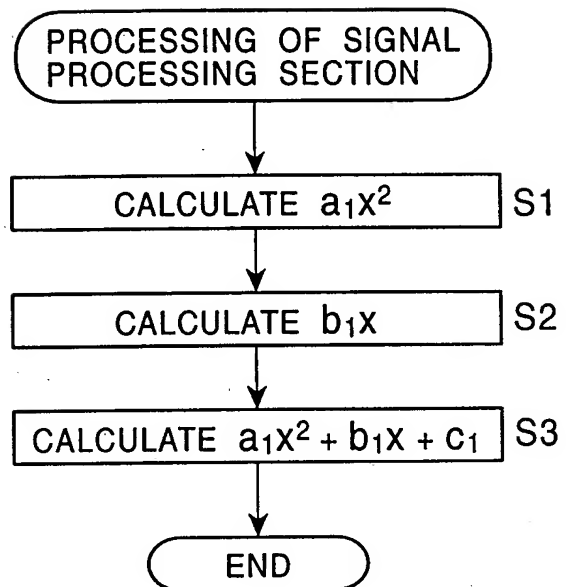 PROCESSING OF SIGNAL
PROCESSING SECTION
CALCULATE a₁x² S1
CALCULATE b₁x S2
CALCULATE a₁x² + b₁x + c₁ S3
END